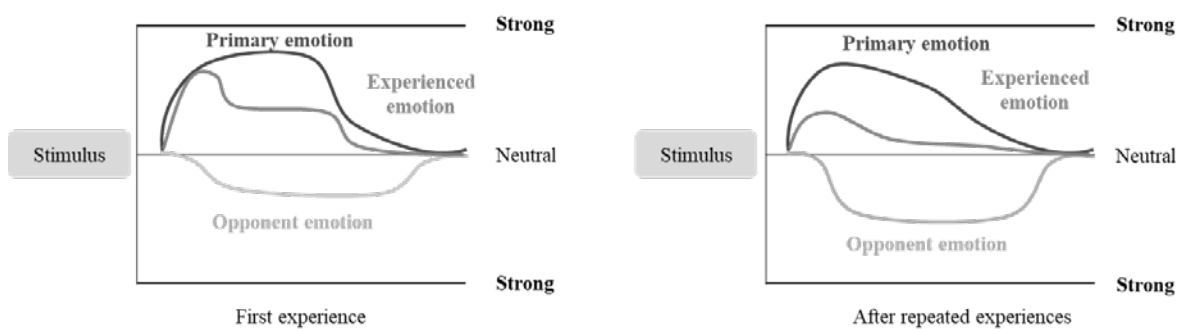 Strong
Primary emotion
Experienced
emotion
Stimulus
Neutral
Opponent emotion
Strong
First experience
Strong
Primary emotion
Experienced
emotion
Stimulus
Neutral
Opponent emotion
Strong
After repeated experiences